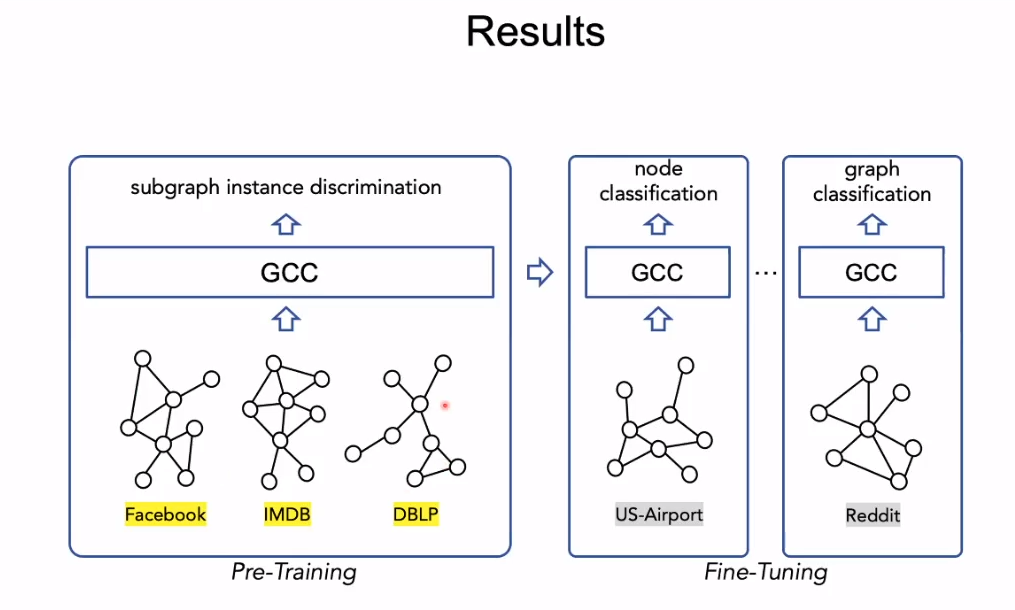 Results
subgraph instance discrimination
GCC
Facebook
IMDB
DBLP
Pre-Training
node
classification
GCC
US-Airport
...
graph
classification
GCC
Reddit
Fine-Tuning